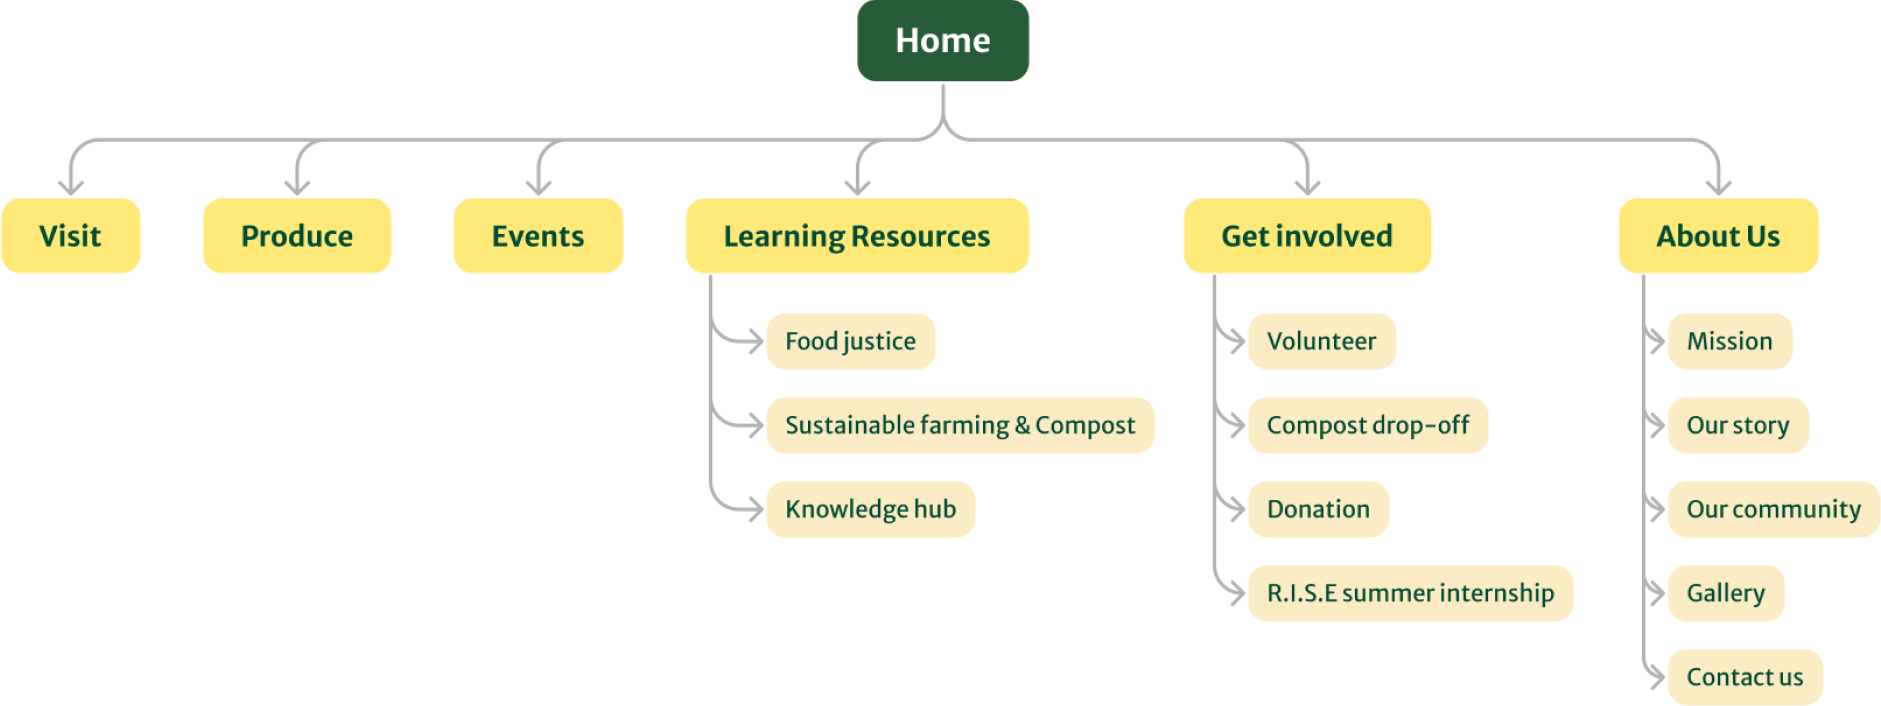 Home
Visit
Produce
Events
Learning Resources
Get involved
About Us
Food justice
Sustainable farming & Compost
Knowledge hub
Volunteer
Compost drop-off
Donation
R.I.S.E summer internship
Mission
Our story
Our community
Gallery
Contact us